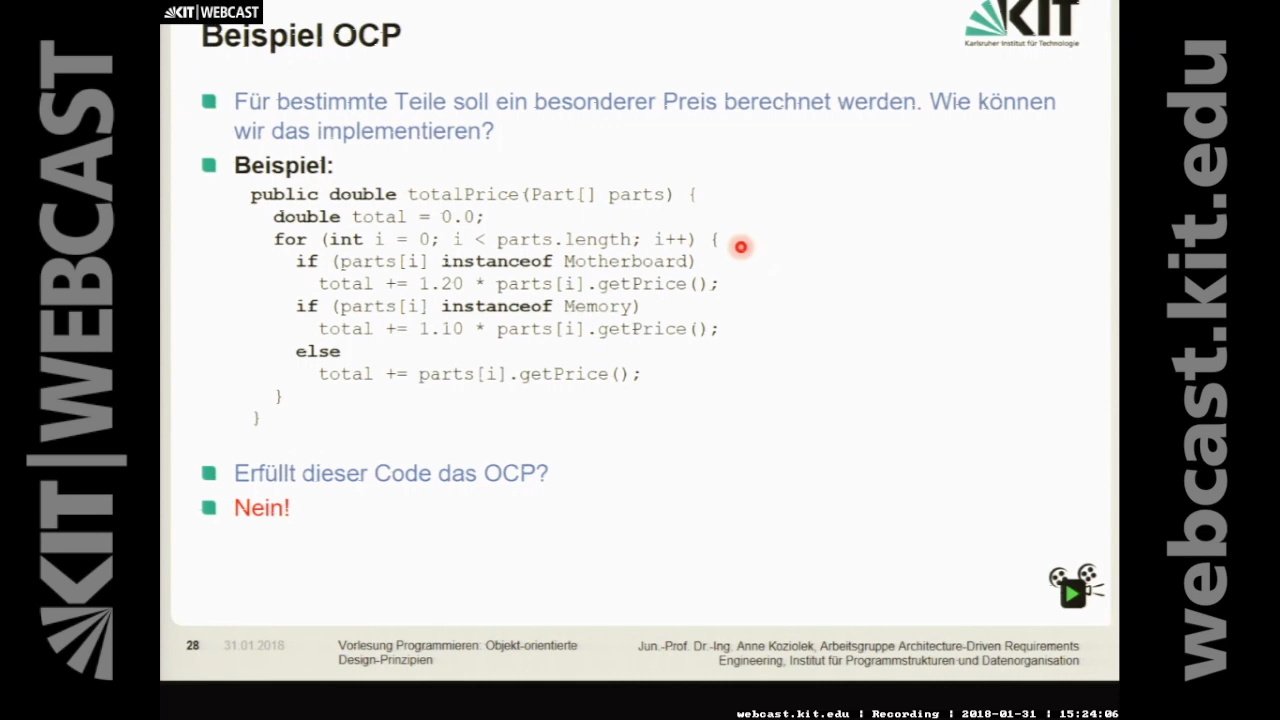 KIT|WEBCAST
Beispiel OCP
KIT
Karlsruher Institut für Technologie
Für bestimmte Teile soll ein besonderer Preis berechnet werden. Wie können
wir das implementieren?
Beispiel:
public double totalPrice(Part[] parts) {
double total = 0.0;
for (int i = 0; i < parts.length; i++) {
if (parts[i] instanceof Motherboard)
total += 1.20 * parts[i].getPrice();
if (parts[i] instanceof Memory)
total += 1.10 * parts[i].getPrice();
else
total += parts[i].getPrice();
}
}
Erfüllt dieser Code das OCP?
Nein!
28
31.01.2018
Vorlesung Programmieren: Objekt-orientierte
Design-Prinzipien
Jun.-Prof. Dr.-Ing. Anne Koziolek, Arbeitsgruppe Architecture-Driven Requirements
Engineering, Institut für Programmstrukturen und Datenorganisation
webcast.kit.edu | Recording | 2018-01-31 | 15:24:06
KIT|WEBCAST
webcast.kit.edu